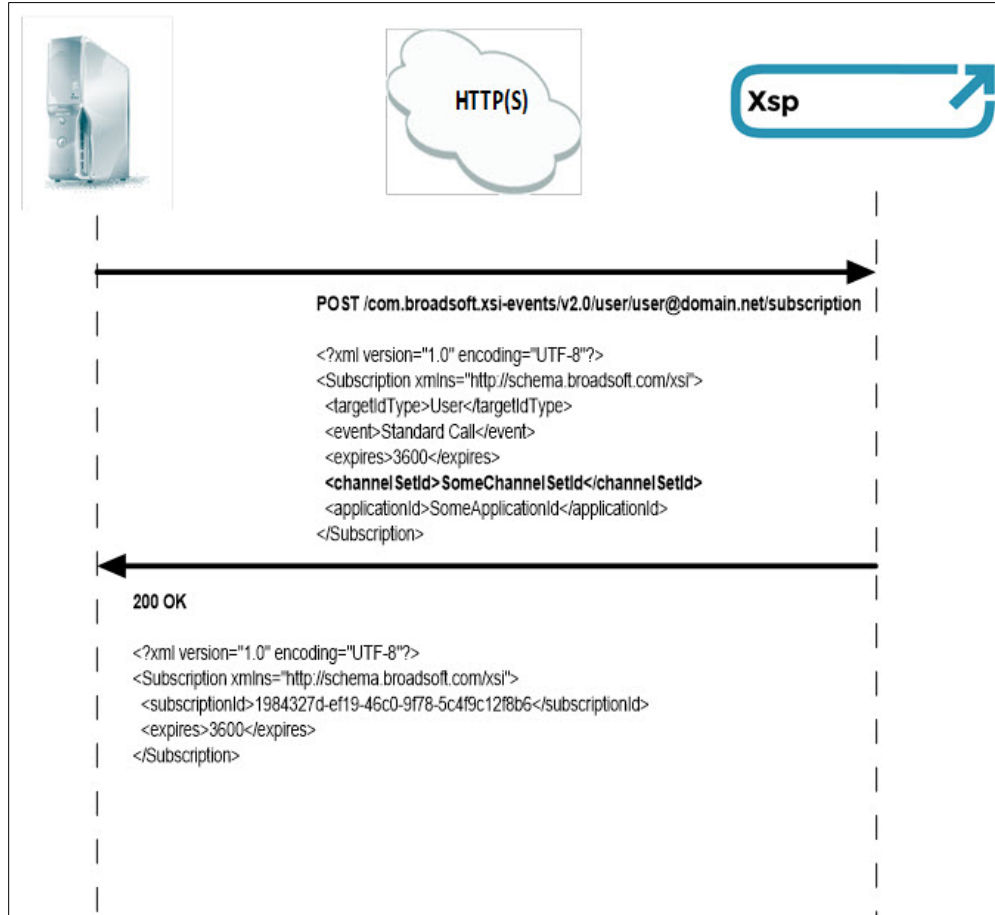 HTTP(S)
Xsp
POST /com.broadsoft.xsi-events/v2.0/user/user@domain.net/subscription
<?xml version="1.0" encoding="UTF-8"?>
<Subscription xmlns="http://schema.broadsoft.com/xsi">
<targetIdType>User</targetIdType>
<event>Standard Call</event>
<expires>3600</expires>
<channelSetId>SomeChannelSetId</channelSetId>
<applicationId>SomeApplicationId</applicationId>
</Subscription>
200 OK
<?xml version="1.0" encoding="UTF-8"?>
<Subscription xmlns="http://schema.broadsoft.com/xsi">
<subscriptionId>1984327d-ef19-46c0-9f78-5c4f9c12f8b6</subscriptionId>
<expires>3600</expires>
</Subscription>